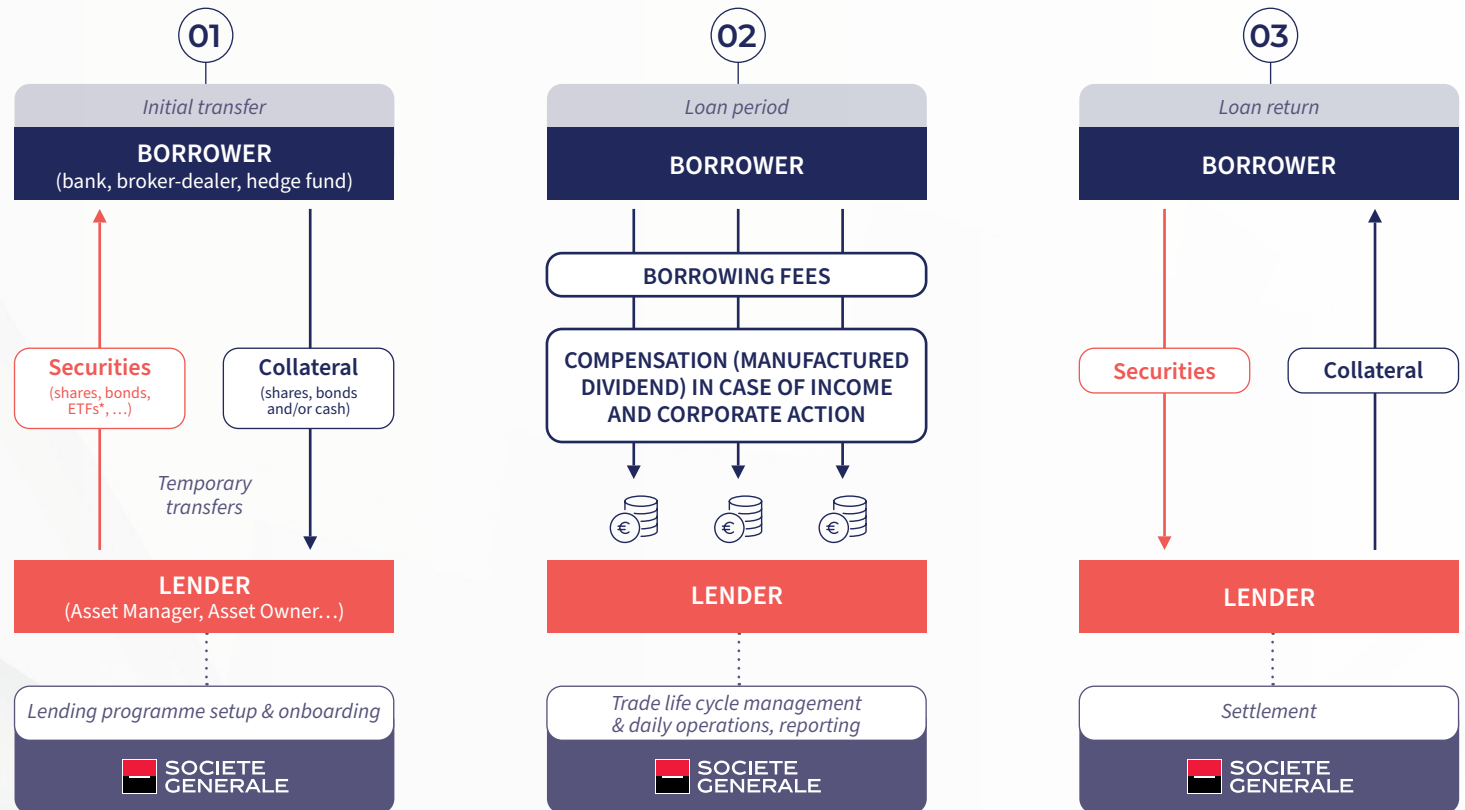 01
Initial transfer
BORROWER
(bank, broker-dealer, hedge fund)
Securities
(shares, bonds,
ETFs*, …)
Collateral
(shares, bonds
and/or cash)
Temporary
transfers
LENDER
(Asset Manager, Asset Owner…)
Lending programme setup & onboarding
SOCIETE
GENERALE
02
Loan period
BORROWER
BORROWING FEES
COMPENSATION (MANUFACTURED
DIVIDEND) IN CASE OF INCOME
AND CORPORATE ACTION
€
€
€
LENDER
Trade life cycle management
& daily operations, reporting
SOCIETE
GENERALE
03
Loan return
BORROWER
Securities
Collateral
LENDER
Settlement
SOCIETE
GENERALE